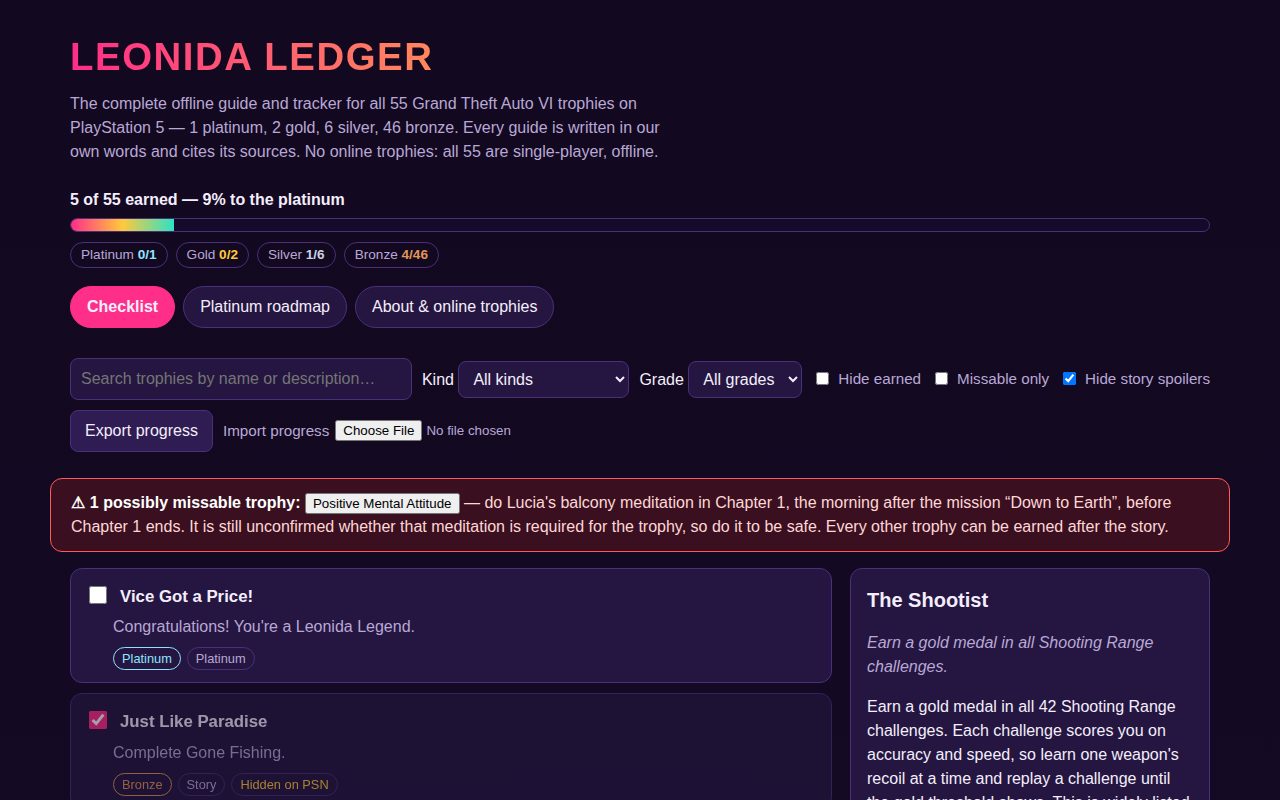 LEONIDA LEDGER
The complete offline guide and tracker for all 55 Grand Theft Auto VI trophies on
PlayStation 5 — 1 platinum, 2 gold, 6 silver, 46 bronze. Every guide is written in our
own words and cites its sources. No online trophies: all 55 are single-player, offline.
5 of 55 earned — 9% to the platinum
Platinum 0/1 Gold 0/2 Silver 1/6 Bronze 4/46
Checklist Platinum roadmap About & online trophies
Search trophies by name or description… Kind All kinds Grade All grades Hide earned Missable only Hide story spoilers
Export progress Import progress Choose File No file chosen
⚠ 1 possibly missable trophy: Positive Mental Attitude — do Lucia's balcony meditation in Chapter 1, the morning after the mission “Down to Earth”, before
Chapter 1 ends. It is still unconfirmed whether that meditation is required for the trophy, so do it to be safe. Every other trophy can be earned after the story.
Vice Got a Price!
Congratulations! You're a Leonida Legend.
Platinum Platinum
Just Like Paradise
Complete Gone Fishing.
Bronze Story Hidden on PSN
The Shootist
Earn a gold medal in all Shooting Range
challenges.
Earn a gold medal in all 42 Shooting Range
challenges. Each challenge scores you on
accuracy and speed, so learn one weapon's
recoil at a time and replay a challenge until
the gold threshold shows. This is widely listed